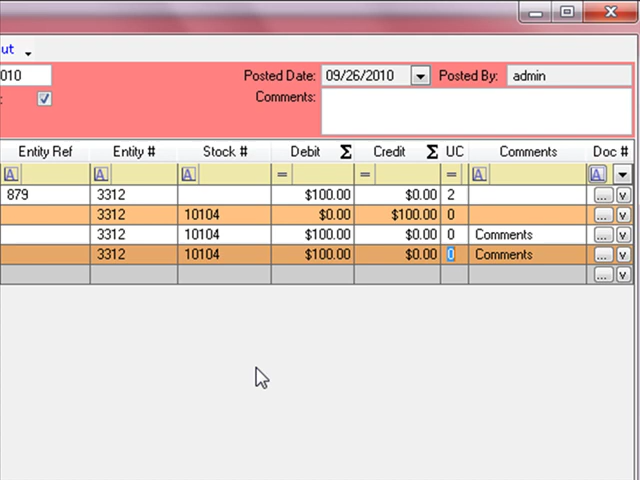 ut
010 Posted Date: 09/26/2010 Posted By: admin
: Comments:
Entity Ref Entity # Stock # Debit Σ Credit Σ UC Comments Doc #
A A A = = = A A
879 3312 $100.00 $0.00 2 ... v
3312 10104 $0.00 $100.00 0 ... v
3312 10104 $100.00 $0.00 0 Comments ... v
3312 10104 $100.00 $0.00 0 Comments ... v
... v